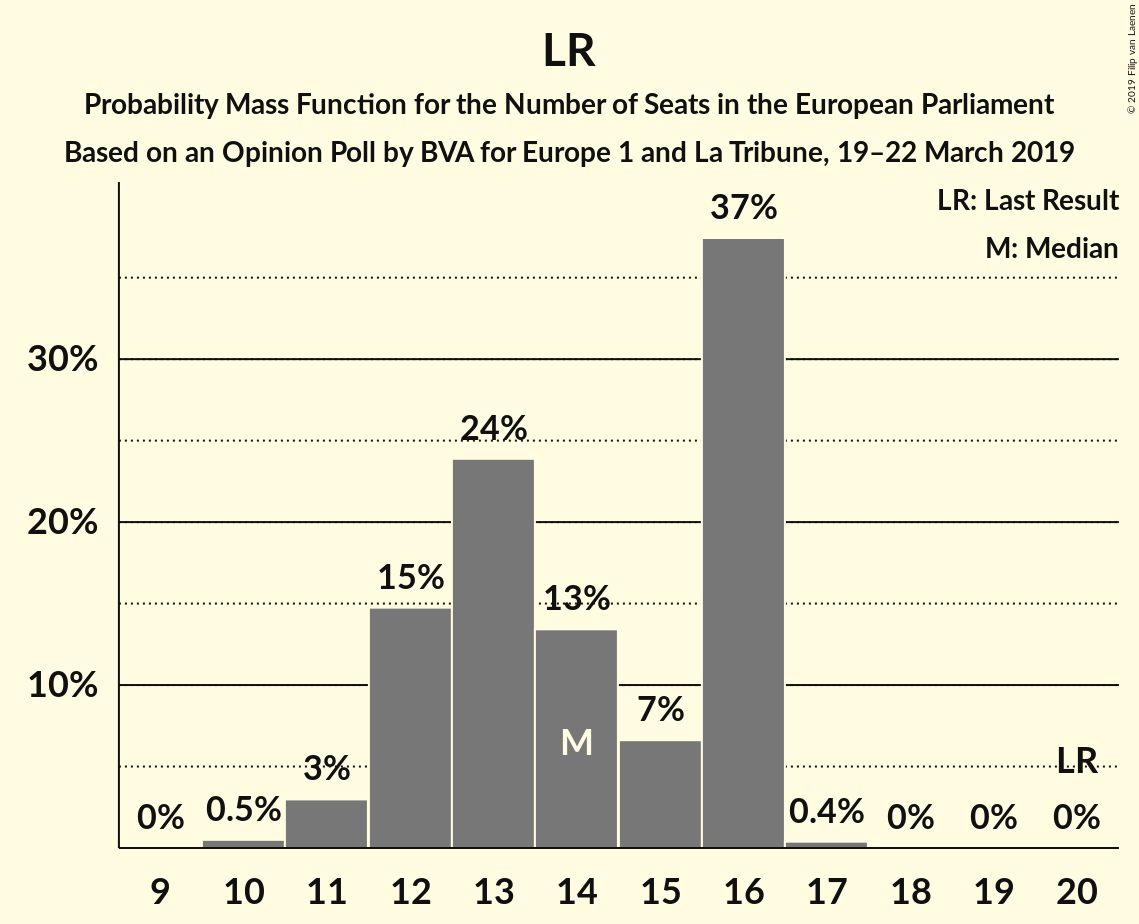 LR
Probability Mass Function for the Number of Seats in the European Parliament
Based on an Opinion Poll by BVA for Europe 1 and La Tribune, 19–22 March 2019
© 2019 Filip van Laenen
LR: Last Result
M: Median
30%
20%
10%
0%
0.5%
3%
15%
24%
13%
M
7%
37%
0.4%
0%
0%
LR
0%
9 10 11 12 13 14 15 16 17 18 19 20